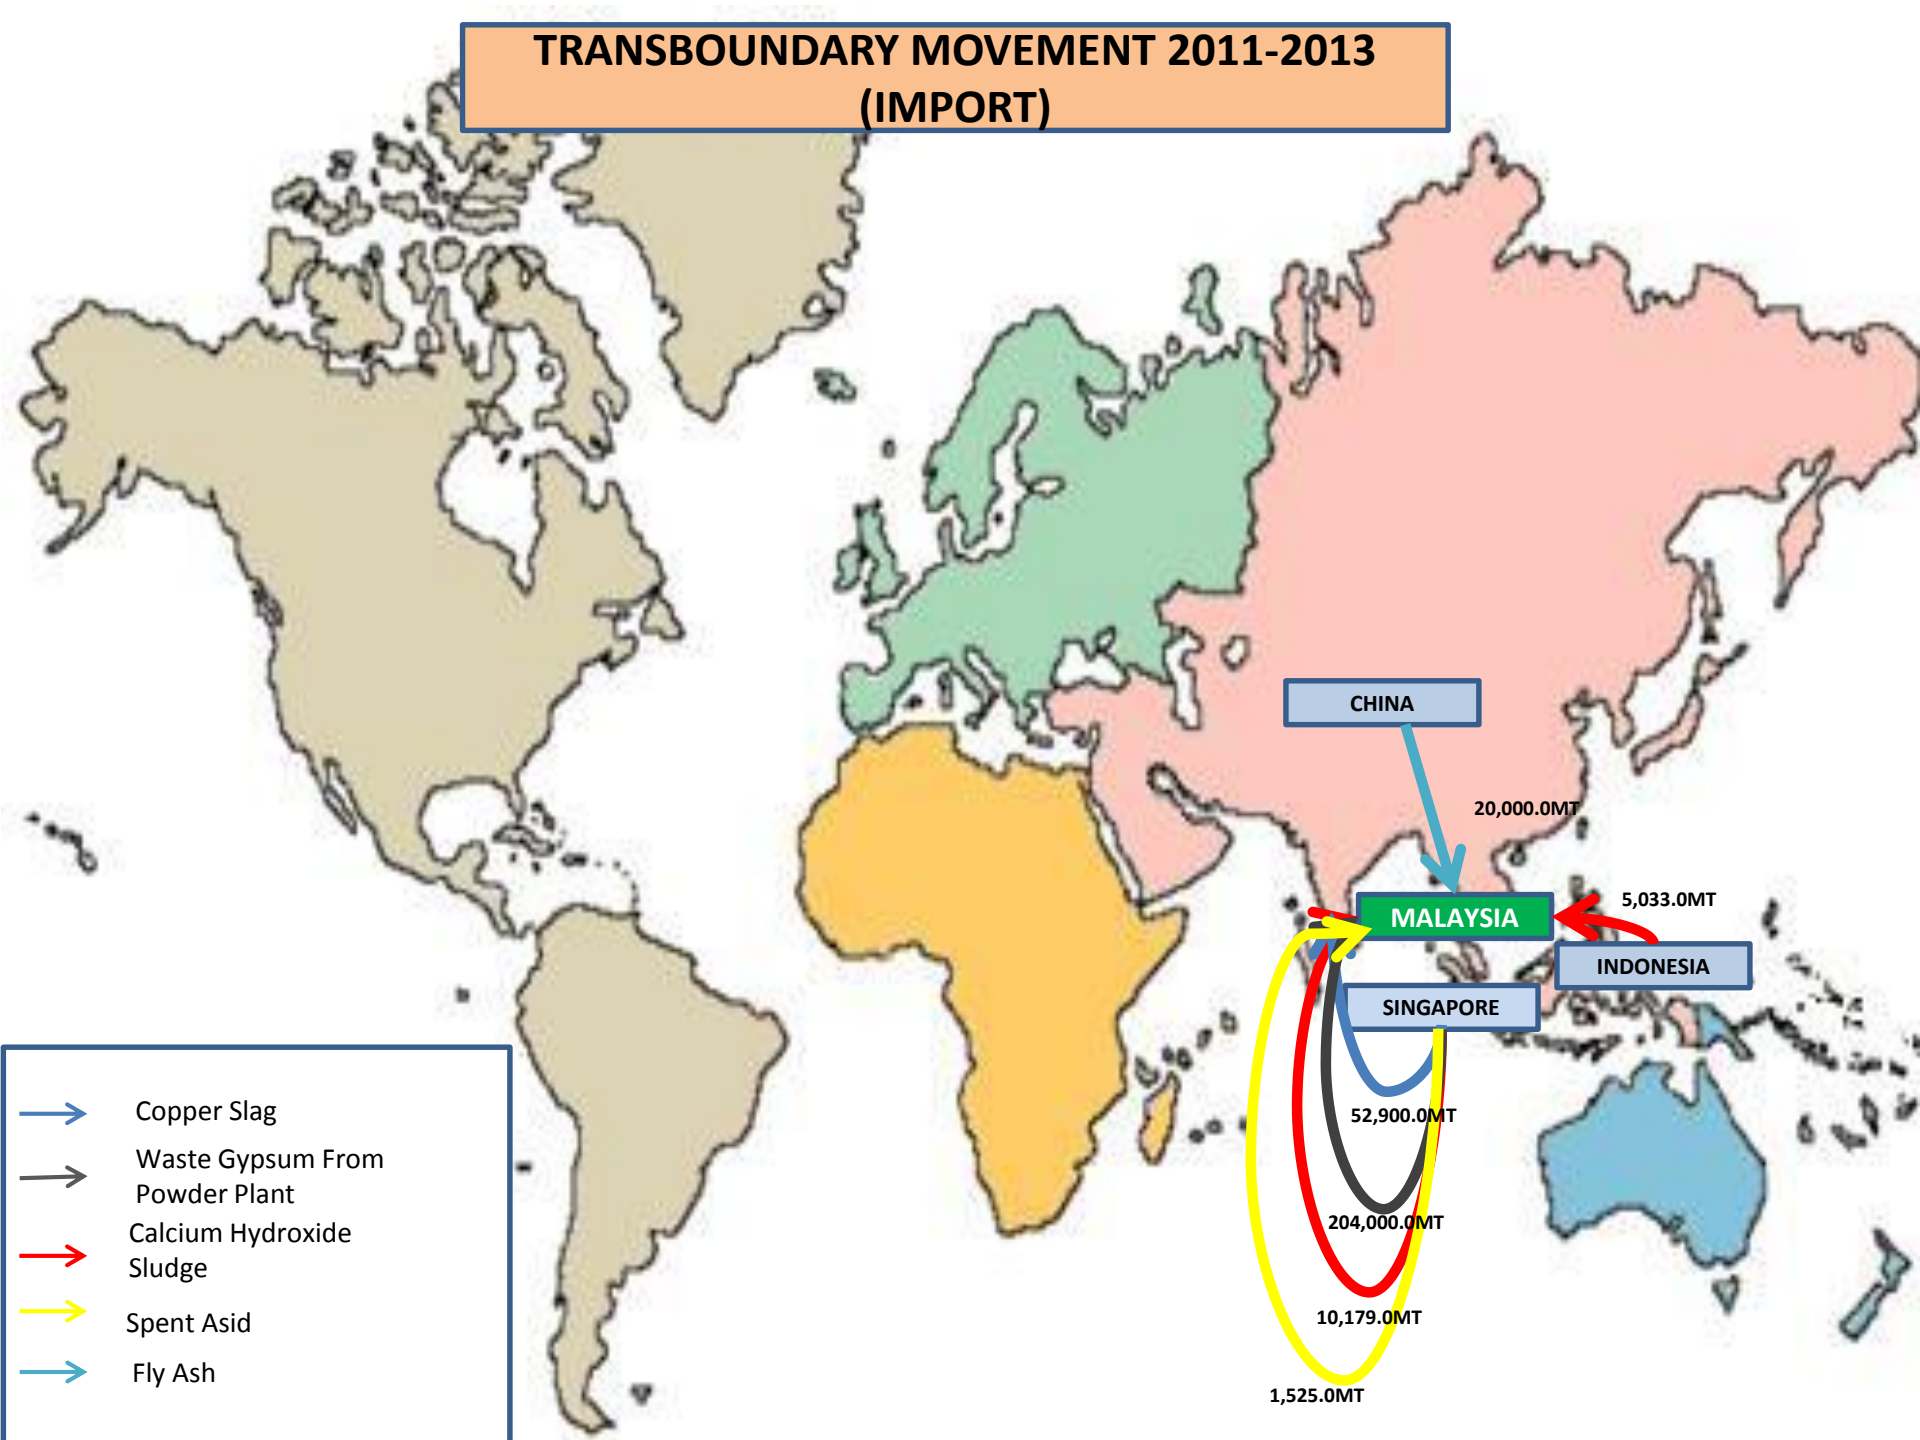 TRANSBOUNDARY MOVEMENT 2011-2013
(IMPORT)
CHINA
20,000.0MT
MALAYSIA
5,033.0MT
INDONESIA
SINGAPORE
52,900.0MT
204,000.0MT
10,179.0MT
1,525.0MT
Copper Slag
Waste Gypsum From
Powder Plant
Calcium Hydroxide
Sludge
Spent Asid
Fly Ash